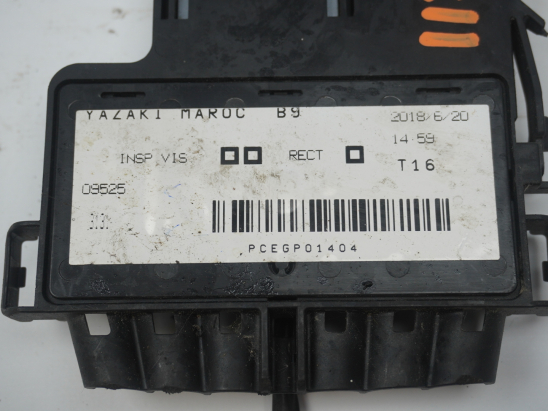 YAZAKI MAROC B9 2018/6/20
14:59
INSP.VIS RECT T16
09525
PCEGP01404